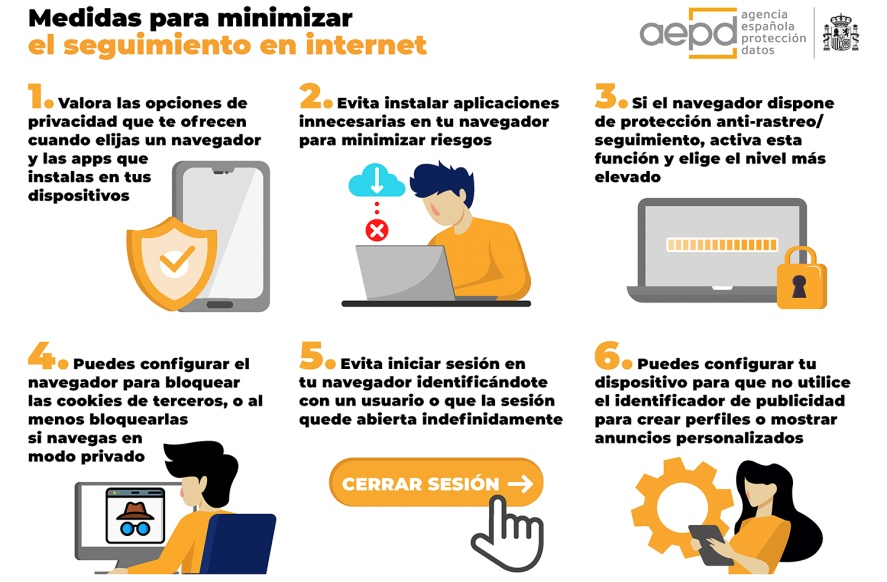 Medidas para minimizar
el seguimiento en internet
aepd
agencia
española
protección
datos
1. Valora las opciones de
privacidad que te ofrecen
cuando elijas un navegador
y las apps que
instalas en tus
dispositivos
2. Evita instalar aplicaciones
innecesarias en tu navegador
para minimizar riesgos
3. Si el navegador dispone
de protección anti-rastreo/
seguimiento, activa esta
función y elige el nivel más
elevado
4. Puedes configurar el
navegador para bloquear
las cookies de terceros, o al
menos bloquearlas
si navegas en
modo privado
5. Evita iniciar sesión en
tu navegador identificándote
con un usuario o que la sesión
quede abierta indefinidamente
CERRAR SESIÓN
6. Puedes configurar tu
dispositivo para que no utilice
el identificador de publicidad
para crear perfiles o mostrar
anuncios personalizados